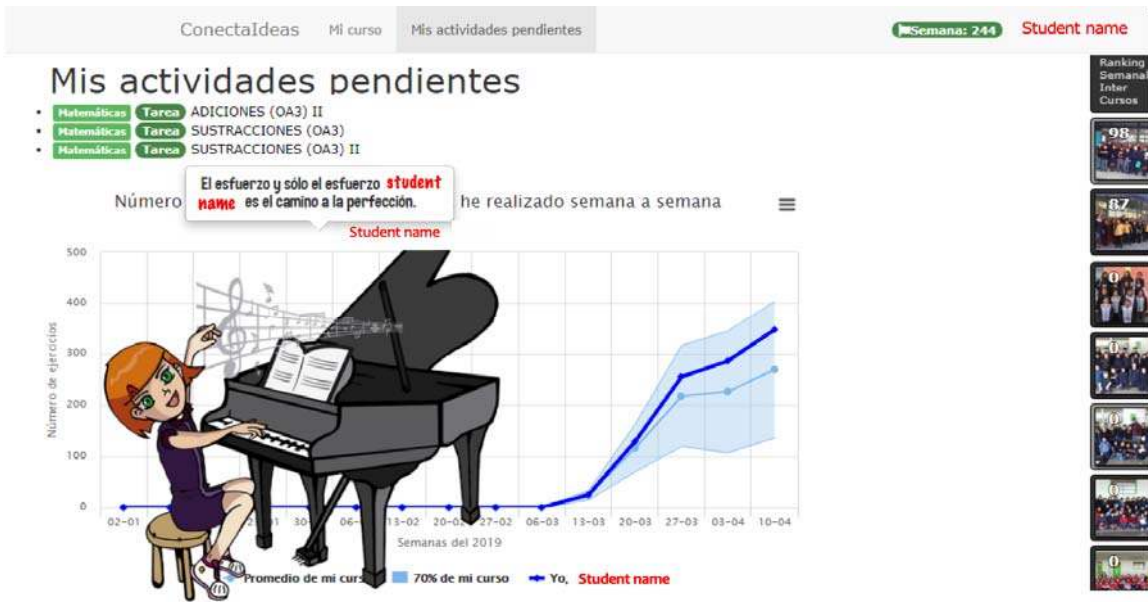 ConectaIdeas Mi curso Mis actividades pendientes Semana: 244 Student name
Mis actividades pendientes
Matemáticas Tarea ADICIONES (OA3) II
Matemáticas Tarea SUSTRACCIONES (OA3)
Matemáticas Tarea SUSTRACCIONES (OA3) II
Ranking
Semanal
Inter
Cursos
98
87
0
0
0
0
0
El esfuerzo y sólo el esfuerzo student
name es el camino a la perfección.
Número he realizado semana a semana
Student name
Número de ejercicios
500
400
300
200
100
0
02-01 30 06- 13-02 20-02 27-02 06-03 13-03 20-03 27-03 03-04 10-04
Semanas del 2019
Promedio de mi curs 70% de mi curso Yo, Student name